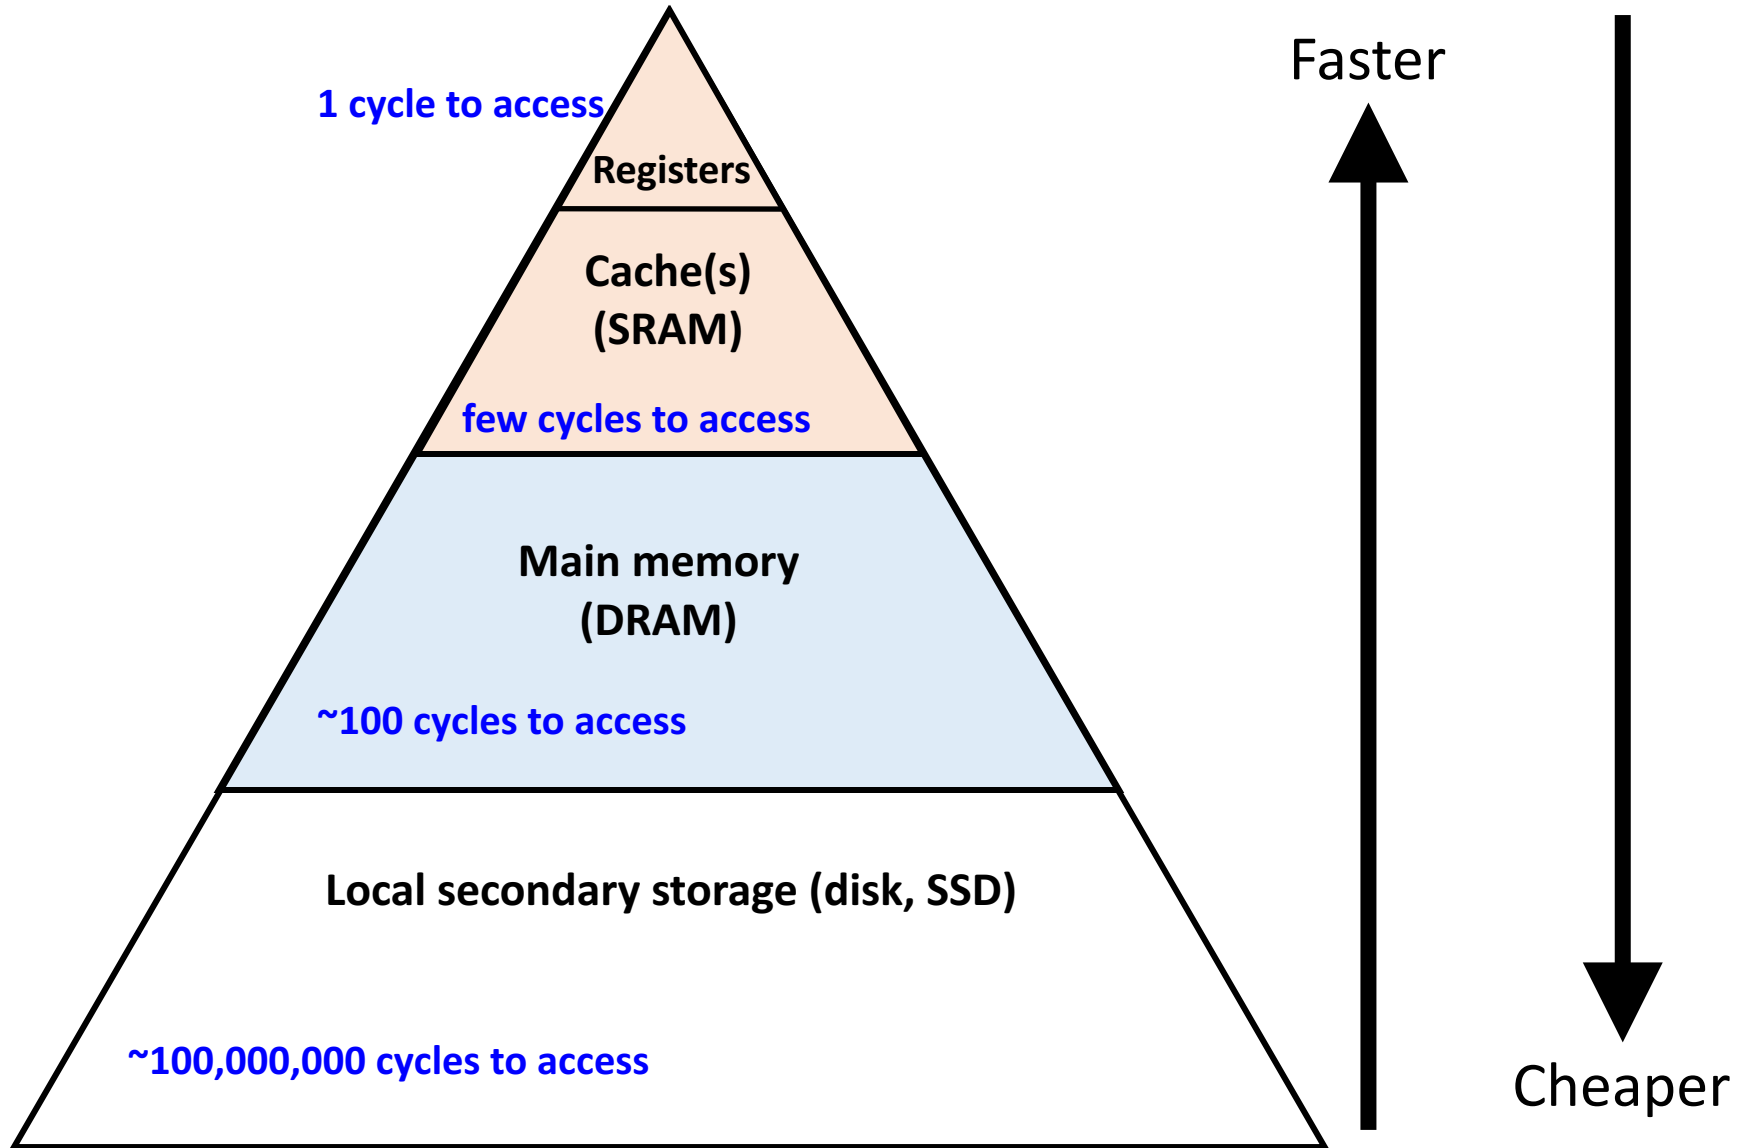 Faster
1 cycle to access
Registers
Cache(s)
(SRAM)
few cycles to access
Main memory
(DRAM)
~100 cycles to access
Local secondary storage (disk, SSD)
~100,000,000 cycles to access
Cheaper